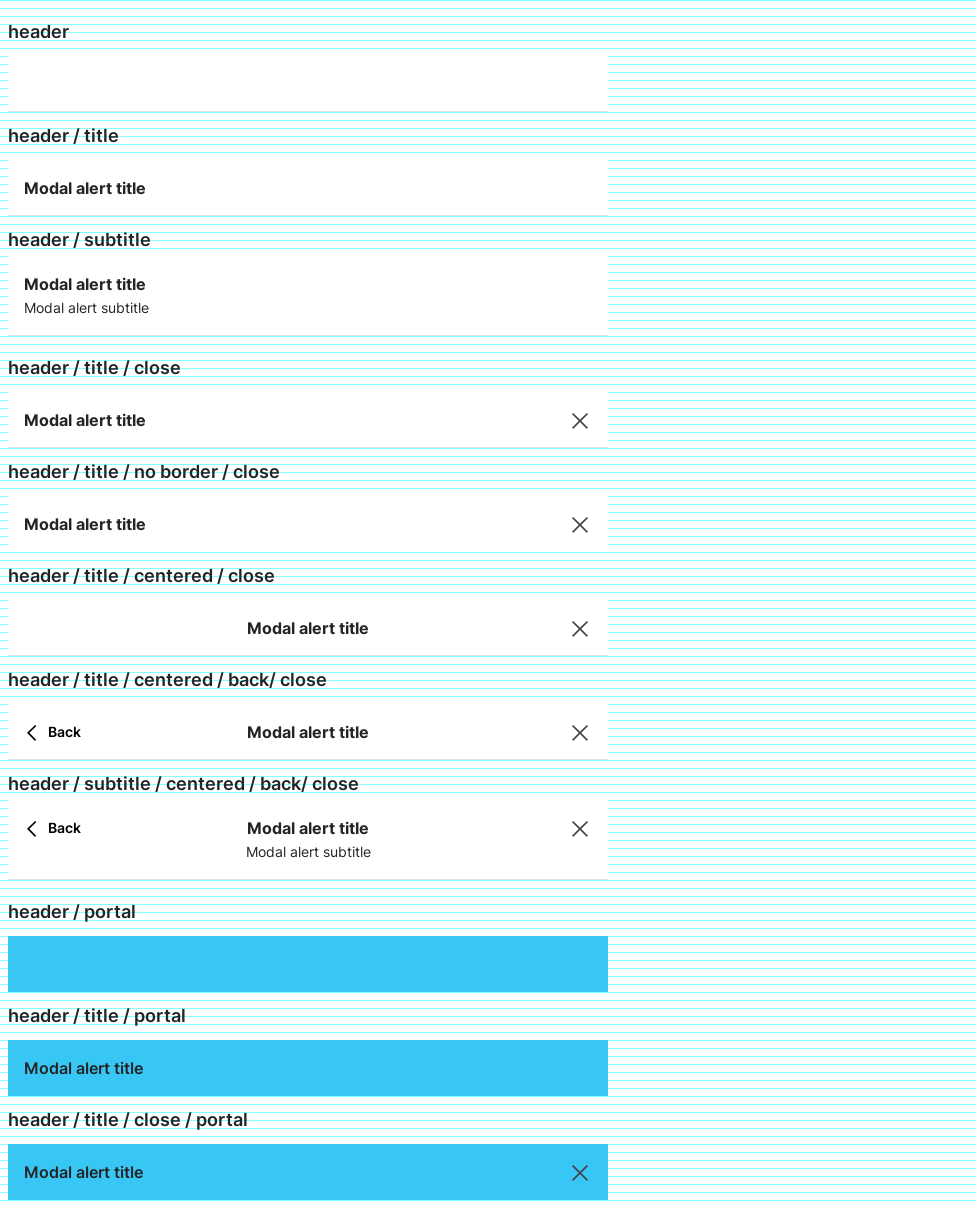 header
header / title
Modal alert title
header / subtitle
Modal alert title
Modal alert subtitle
header / title / close
Modal alert title
header / title / no border / close
Modal alert title
header / title / centered / close
Modal alert title
header / title / centered / back/ close
Back Modal alert title
header / subtitle / centered / back/ close
Back Modal alert title
Modal alert subtitle
header / portal
header / title / portal
Modal alert title
header / title / close / portal
Modal alert title